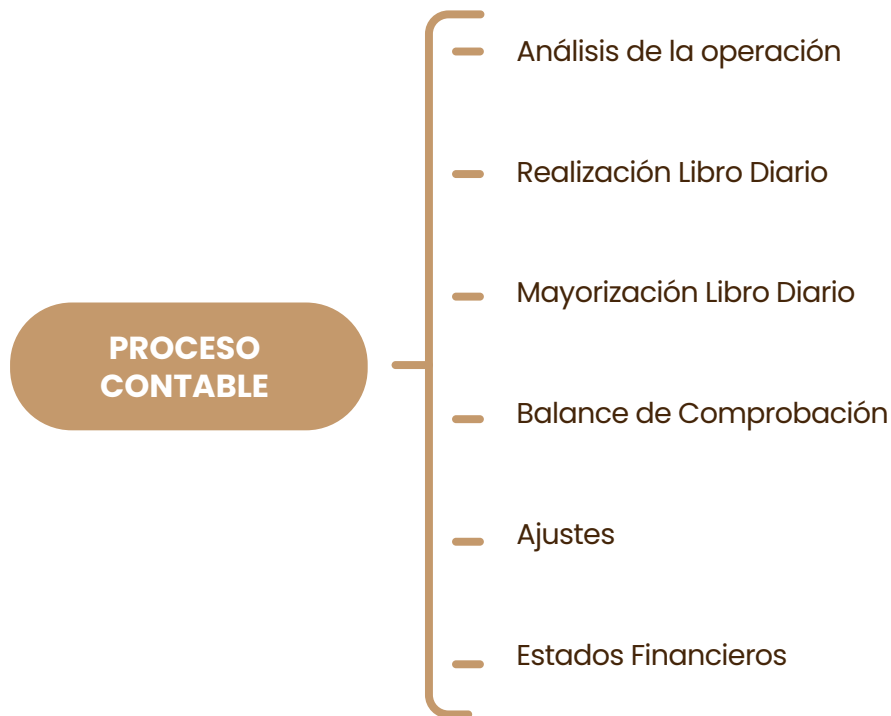 PROCESO
CONTABLE
Análisis de la operación
Realización Libro Diario
Mayorización Libro Diario
Balance de Comprobación
Ajustes
Estados Financieros